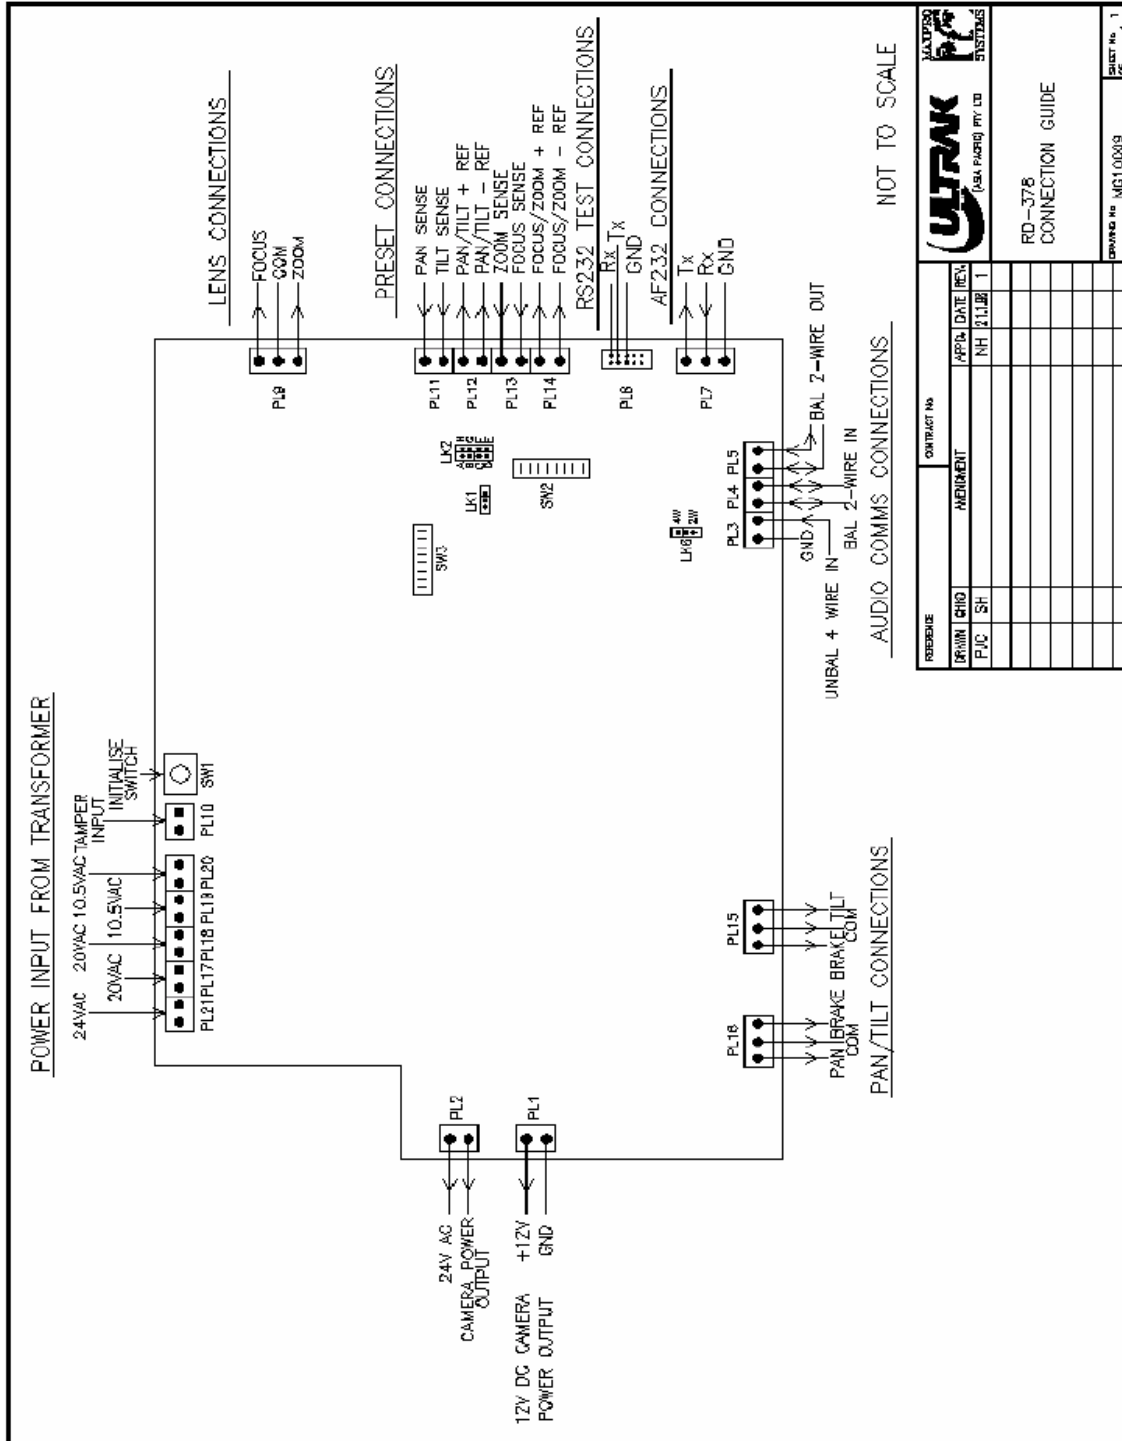 POWER INPUT FROM TRANSFORMER
24VAC
20VAC
20VAC
10.5VAC
10.5VAC
TAMPER
INPUT
INITIALISE
SWITCH
PL21
PL17
PL18
PL19
PL20
PL10
SW1
LENS CONNECTIONS
FOCUS
COM
ZOOM
PL9
PRESET CONNECTIONS
PAN SENSE
TILT SENSE
PAN/TILT + REF
PAN/TILT - REF
ZOOM SENSE
FOCUS SENSE
FOCUS/ZOOM + REF
FOCUS/ZOOM - REF
PL11
PL12
PL13
PL14
RS232 TEST CONNECTIONS
Rx
Tx
GND
PL6
AF232 CONNECTIONS
Tx
Rx
GND
PL7
SW3
LK1
LK2
A H
B G
C F
D E
SW2
LK6
4W
2W
PL3
PL4
PL5
GND
UNBAL 4 WIRE IN
BAL 2-WIRE IN
BAL 2-WIRE OUT
AUDIO COMMS CONNECTIONS
PL2
24V AC
CAMERA POWER
OUTPUT
PL1
+12V
GND
12V DC CAMERA
POWER OUTPUT
PL16
PAN
COM
BRAKE
PL15
BRAKE
COM
TILT
PAN/TILT CONNECTIONS
NOT TO SCALE
REFERENCE
CONTRACT No
DRAWN
CHKD
AMENDMENT
APPD.
DATE
REV.
PJC
SH
NH
1
MAXPRO
SYSTEMS
ULTRAK
(ASIA PACIFIC) PTY LTD
RD-378
CONNECTION GUIDE
DRAWING No MG10009
SHEET No. 1